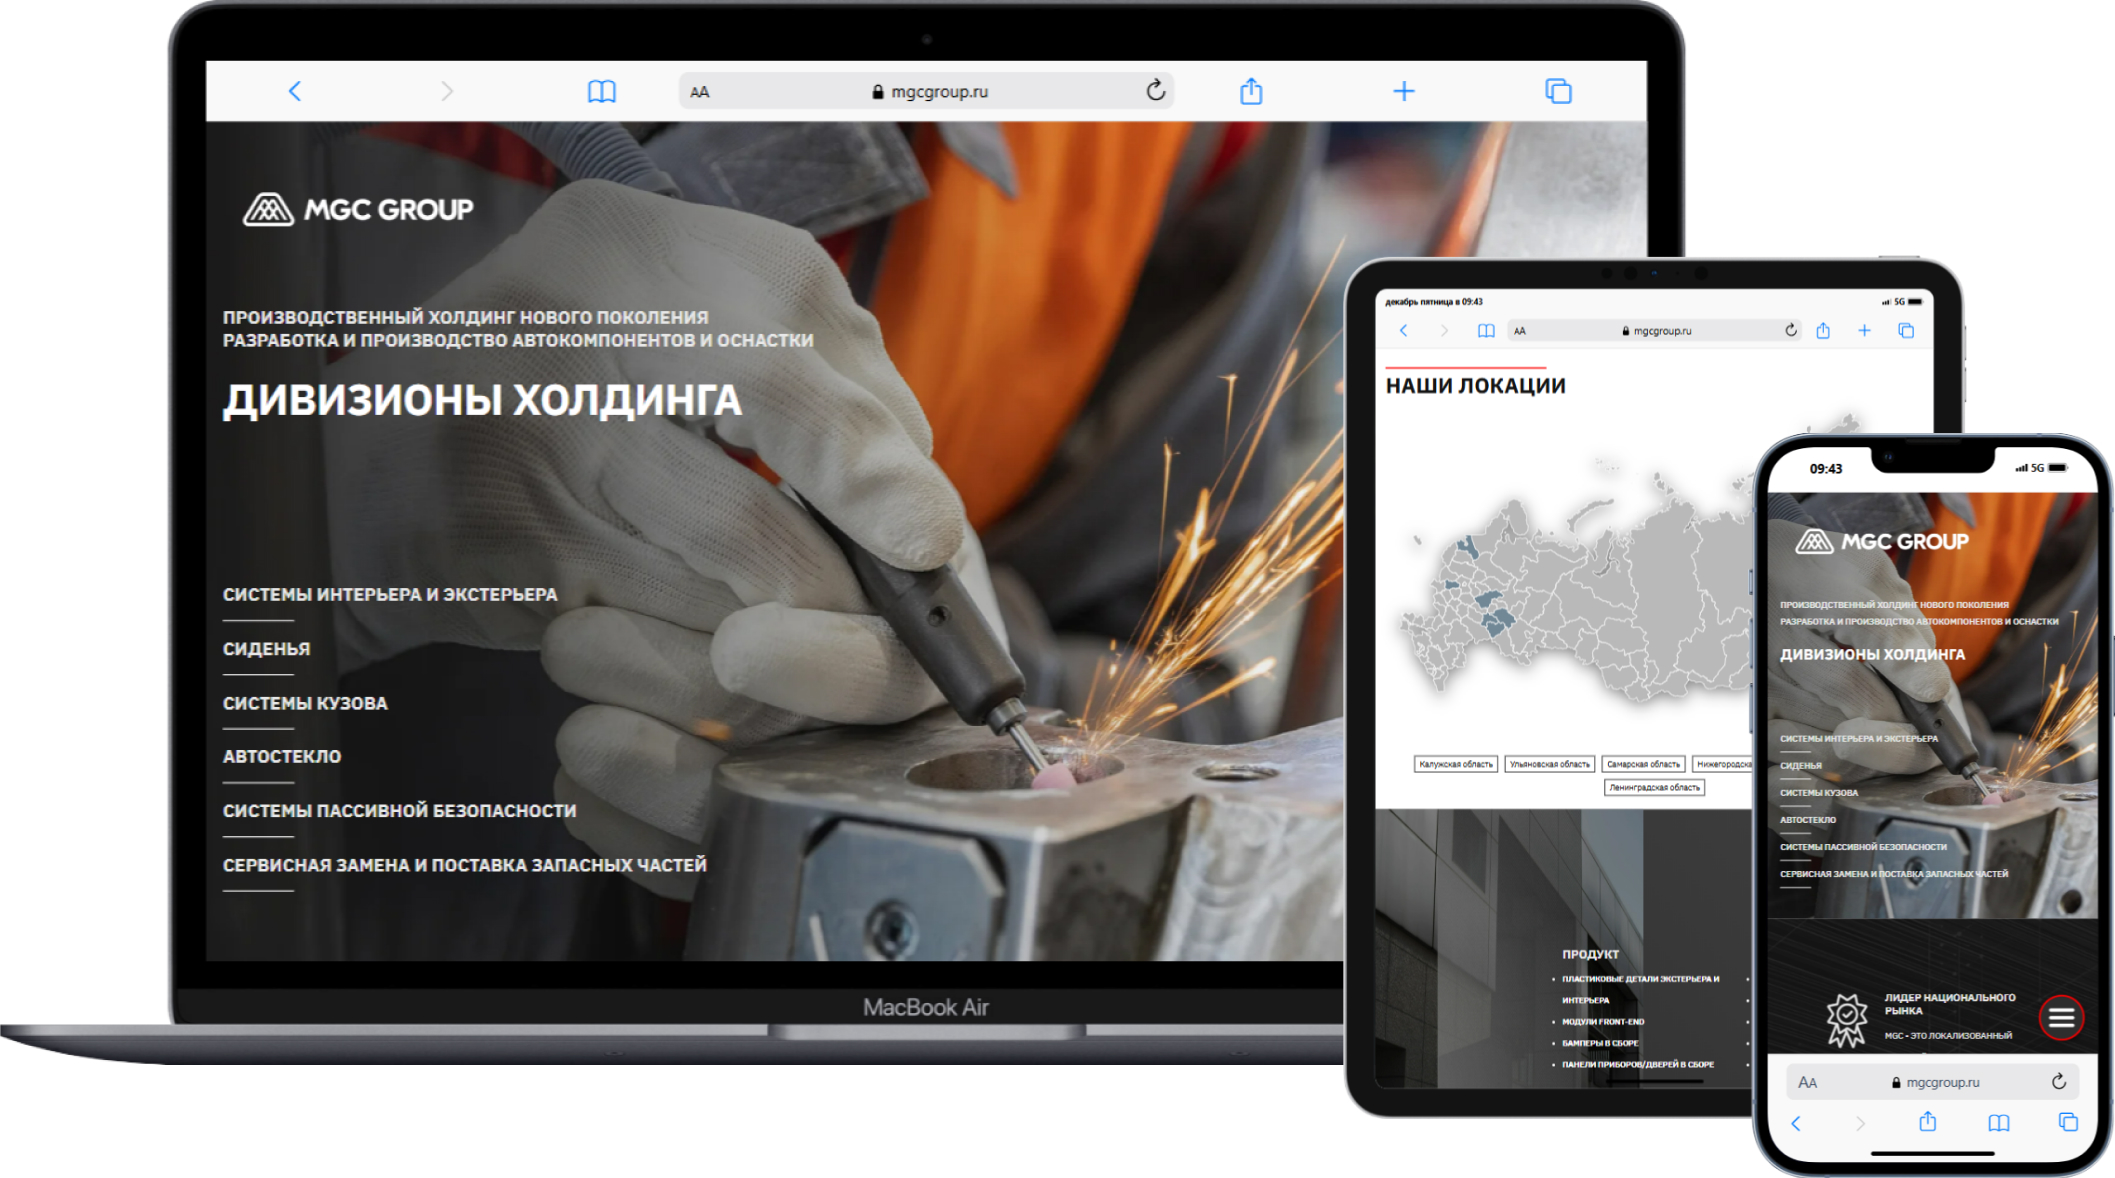 AA
mgcgroup.ru
MGC GROUP
ПРОИЗВОДСТВЕННЫЙ ХОЛДИНГ НОВОГО ПОКОЛЕНИЯ
РАЗРАБОТКА И ПРОИЗВОДСТВО АВТОКОМПОНЕНТОВ И ОСНАСТКИ
ДИВИЗИОНЫ ХОЛДИНГА
СИСТЕМЫ ИНТЕРЬЕРА И ЭКСТЕРЬЕРА
СИДЕНЬЯ
СИСТЕМЫ КУЗОВА
АВТОСТЕКЛО
СИСТЕМЫ ПАССИВНОЙ БЕЗОПАСНОСТИ
СЕРВИСНАЯ ЗАМЕНА И ПОСТАВКА ЗАПАСНЫХ ЧАСТЕЙ
MacBook Air
декабрь пятница в 09:43
5G
AA
mgcgroup.ru
НАШИ ЛОКАЦИИ
Калужская область
Ульяновская область
Самарская область
Нижегородска
Ленинградская область
ПРОДУКТ
• ПЛАСТИКОВЫЕ ДЕТАЛИ ЭКСТЕРЬЕРА И
ИНТЕРЬЕРА
• МОДУЛИ FRONT-END
• БАМПЕРЫ В СБОРЕ
• ПАНЕЛИ ПРИБОРОВ/ДВЕРЕЙ В СБОРЕ
09:43
5G
MGC GROUP
ПРОИЗВОДСТВЕННЫЙ ХОЛДИНГ НОВОГО ПОКОЛЕНИЯ
РАЗРАБОТКА И ПРОИЗВОДСТВО АВТОКОМПОНЕНТОВ И ОСНАСТКИ
ДИВИЗИОНЫ ХОЛДИНГА
СИСТЕМЫ ИНТЕРЬЕРА И ЭКСТЕРЬЕРА
СИДЕНЬЯ
СИСТЕМЫ КУЗОВА
АВТОСТЕКЛО
СИСТЕМЫ ПАССИВНОЙ БЕЗОПАСНОСТИ
СЕРВИСНАЯ ЗАМЕНА И ПОСТАВКА ЗАПАСНЫХ ЧАСТЕЙ
ЛИДЕР НАЦИОНАЛЬНОГО
РЫНКА
MGC - ЭТО ЛОКАЛИЗОВАННЫЙ
AA
mgcgroup.ru